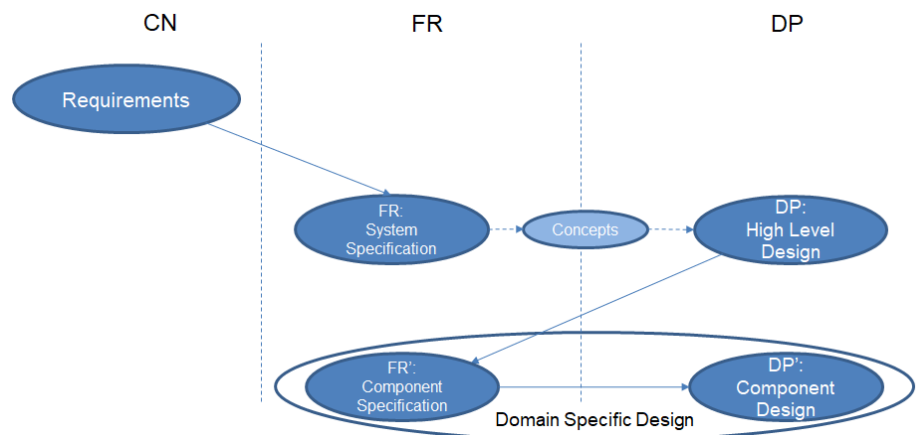 CN
FR
DP
Requirements
FR:
System
Specification
Concepts
DP:
High Level
Design
FR’:
Component
Specification
DP’:
Component
Design
Domain Specific Design